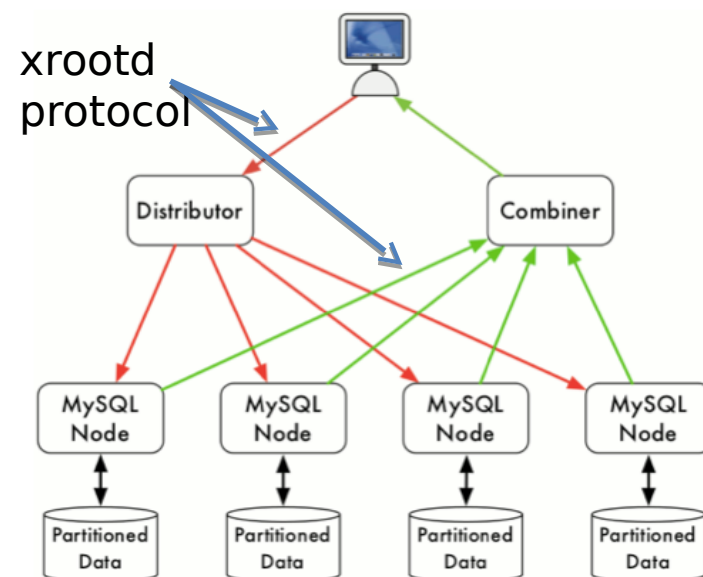 xrootd
protocol
Distributor
Combiner
MySQL
Node
MySQL
Node
MySQL
Node
MySQL
Node
Partitioned
Data
Partitioned
Data
Partitioned
Data
Partitioned
Data